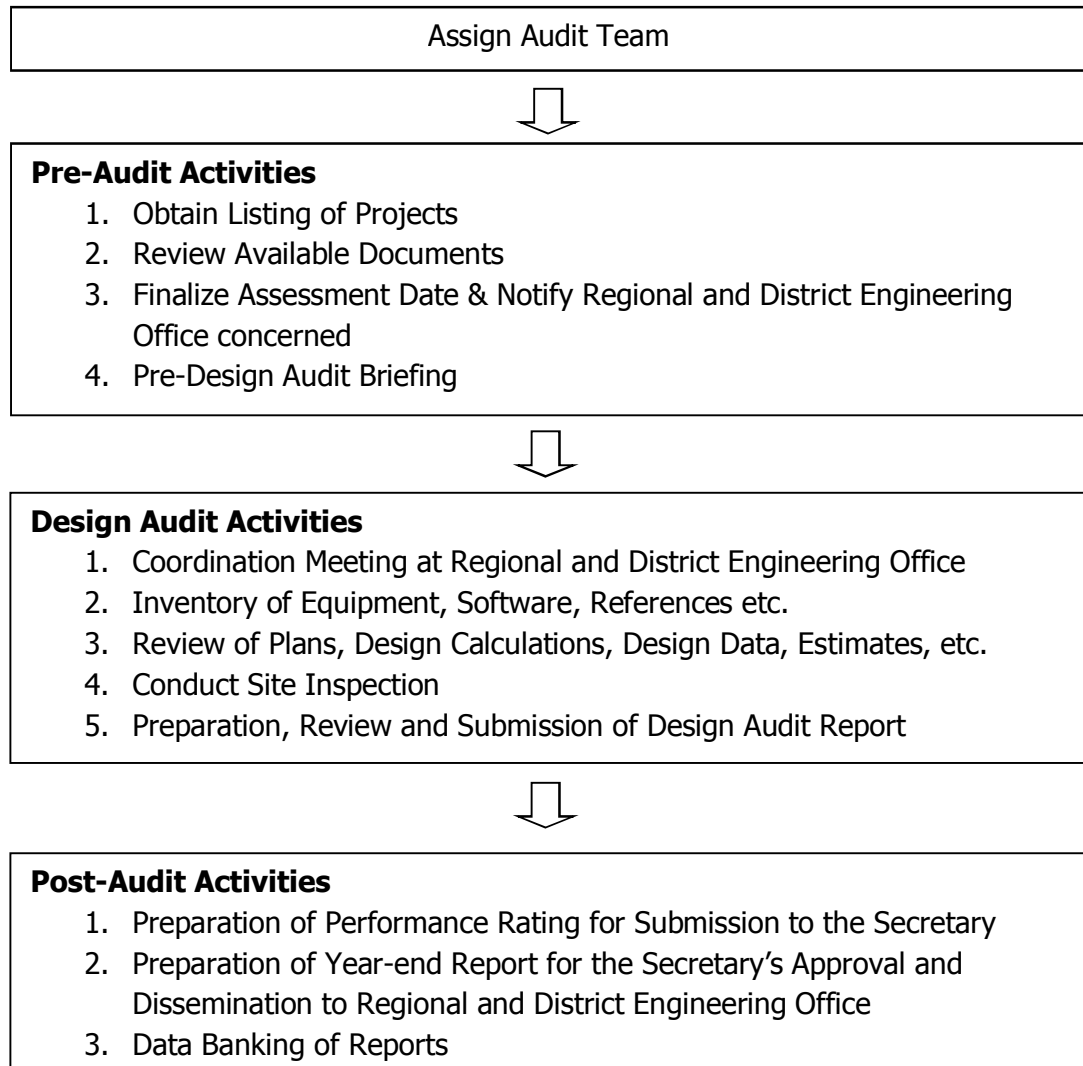 Assign Audit Team
Pre-Audit Activities
1. Obtain Listing of Projects
2. Review Available Documents
3. Finalize Assessment Date & Notify Regional and District Engineering
Office concerned
4. Pre-Design Audit Briefing
Design Audit Activities
1. Coordination Meeting at Regional and District Engineering Office
2. Inventory of Equipment, Software, References etc.
3. Review of Plans, Design Calculations, Design Data, Estimates, etc.
4. Conduct Site Inspection
5. Preparation, Review and Submission of Design Audit Report
Post-Audit Activities
1. Preparation of Performance Rating for Submission to the Secretary
2. Preparation of Year-end Report for the Secretary’s Approval and
Dissemination to Regional and District Engineering Office
3. Data Banking of Reports